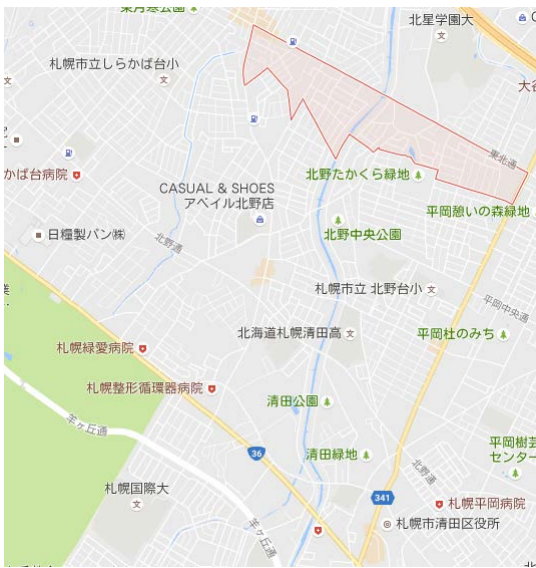 東月寒公園
北星学園大
札幌市立しらかば台小
大谷
かば台病院
東北通
北野たかくら緑地
CASUAL & SHOES
アベイル北野店
平岡憩いの森緑地
日糧製パン㈱
北野中央公園
北野通
札幌市立 北野台小
平岡中央通
北海道札幌清田高
平岡杜のみち
札幌緑愛病院
札幌整形循環器病院
清田公園
羊ヶ丘通
平岡樹芸
センター
36
清田緑地
北野通
札幌国際大
341
札幌平岡病院
羊ヶ丘通
札幌市清田区役所